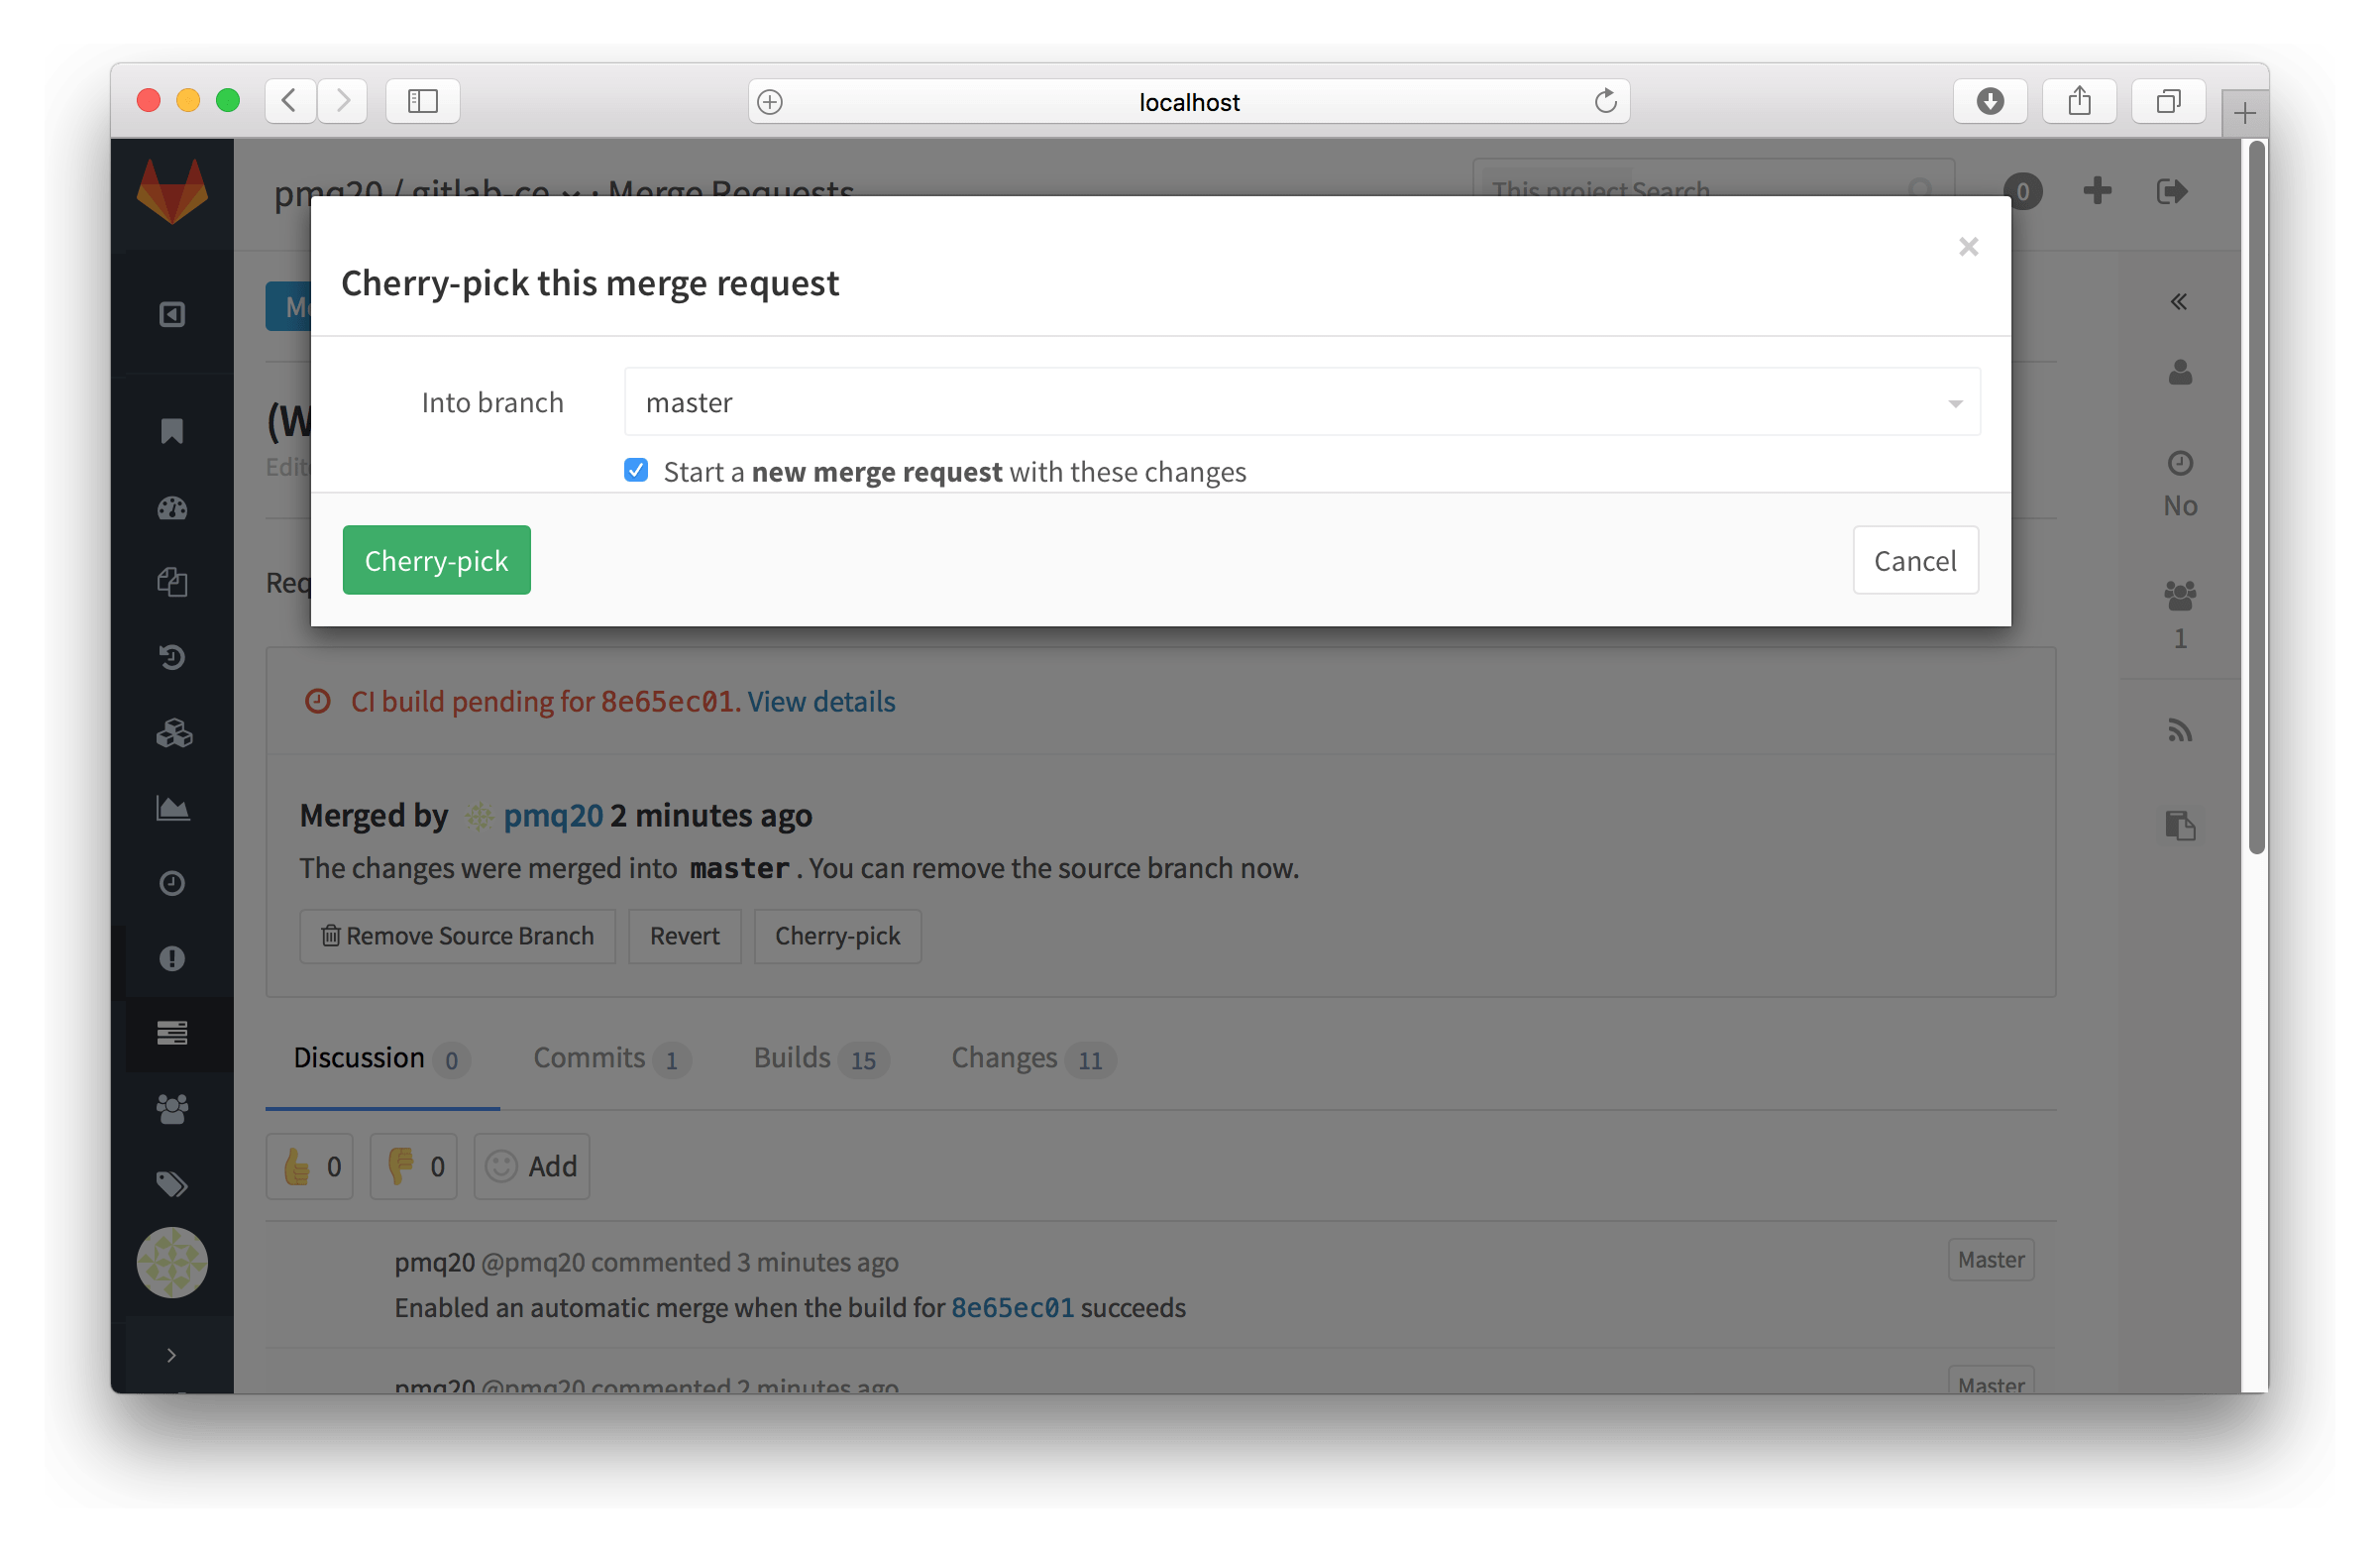 localhost
pmq20 / gitlab-ce · Merge Requests
This project Search
0
Cherry-pick this merge request
×
Into branch
master
Start a new merge request with these changes
No
Cherry-pick
Cancel
1
CI build pending for 8e65ec01. View details
Merged by pmq20 2 minutes ago
The changes were merged into master. You can remove the source branch now.
Remove Source Branch
Revert
Cherry-pick
Discussion 0
Commits 1
Builds 15
Changes 11
0
0
Add
pmq20 @pmq20 commented 3 minutes ago
Master
Enabled an automatic merge when the build for 8e65ec01 succeeds
pmq20 @pmq20 commented 2 minutes ago
Master